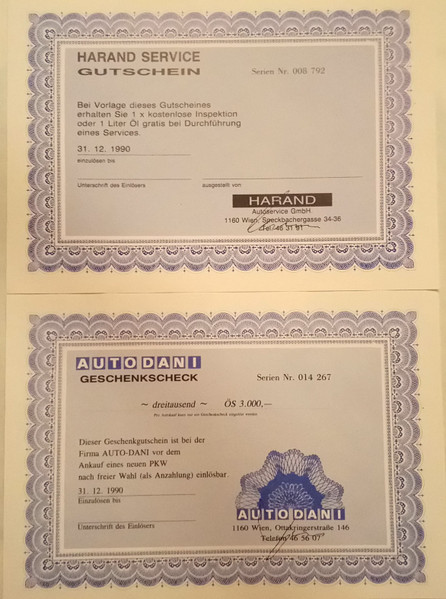 HARAND SERVICE
GUTSCHEIN
Serien Nr. 008 792
Bei Vorlage dieses Gutscheines
erhalten Sie 1 x kostenlose Inspektion
oder 1 Liter Öl gratis bei Durchführung
eines Services.
31. 12. 1990
einzulösen bis
Unterschrift des Einlösers
ausgestellt von
HARAND
Autoservice GmbH
1160 Wien, Speckbachergasse 34-36
Tel. 46 31 91
AUTODANI
GESCHENKSCHECK
Serien Nr. 014 267
~ dreitausend ~ ÖS 3.000,—
Dieser Geschenkgutschein ist bei der
Firma AUTO-DANI vor dem
Ankauf eines neuen PKW
nach freier Wahl (als Anzahlung) einlösbar.
31. 12. 1990
Einzulösen bis
Unterschrift des Einlösers
AUTODANI
1160 Wien, Ottakringerstraße 146
Telefon 46 56 07